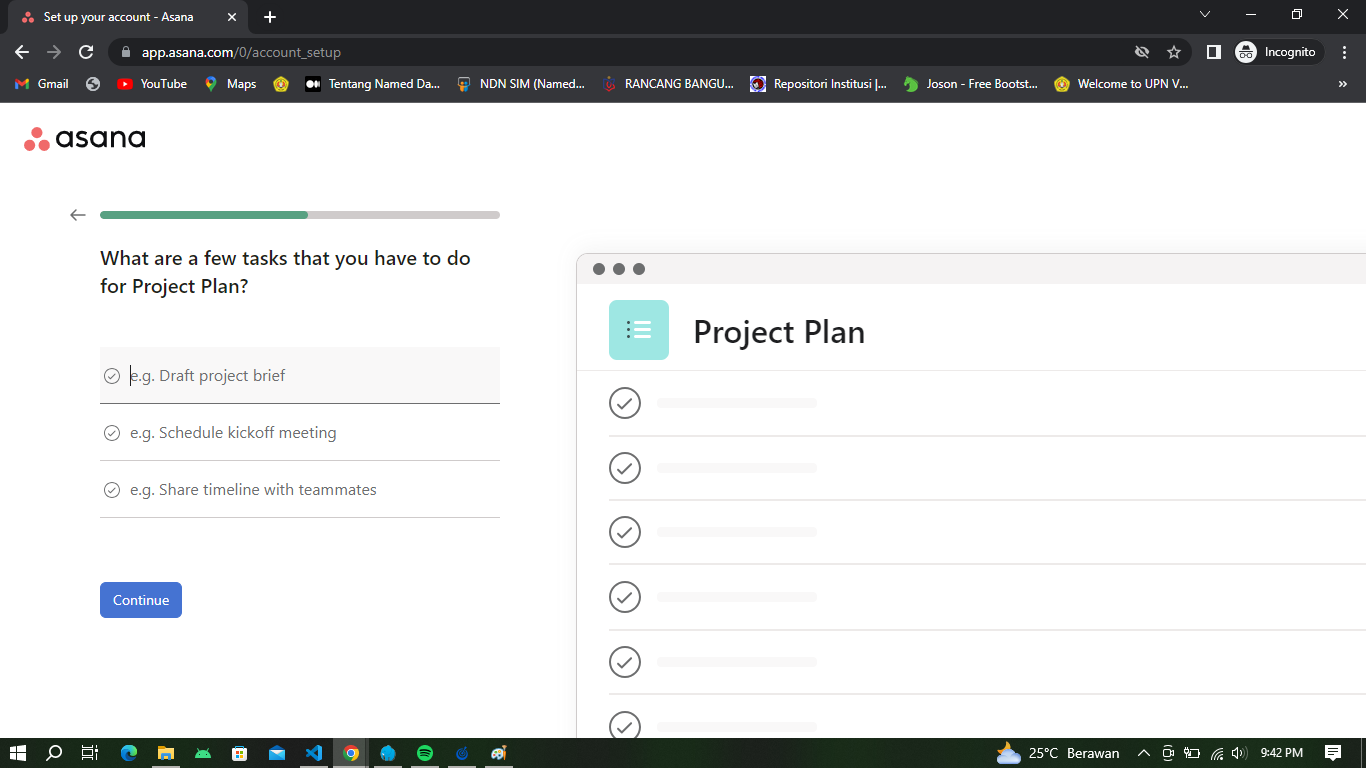 Set up your account - Asana
app.asana.com/0/account_setup
Incognito
Gmail
YouTube
Maps
Tentang Named Da...
NDN SIM (Named...
RANCANG BANGU...
Repositori Institusi |...
Joson - Free Bootst...
Welcome to UPN V...
»
asana
What are a few tasks that you have to do
for Project Plan?
e.g. Draft project brief
e.g. Schedule kickoff meeting
e.g. Share timeline with teammates
Continue
Project Plan
25°C Berawan
9:42 PM